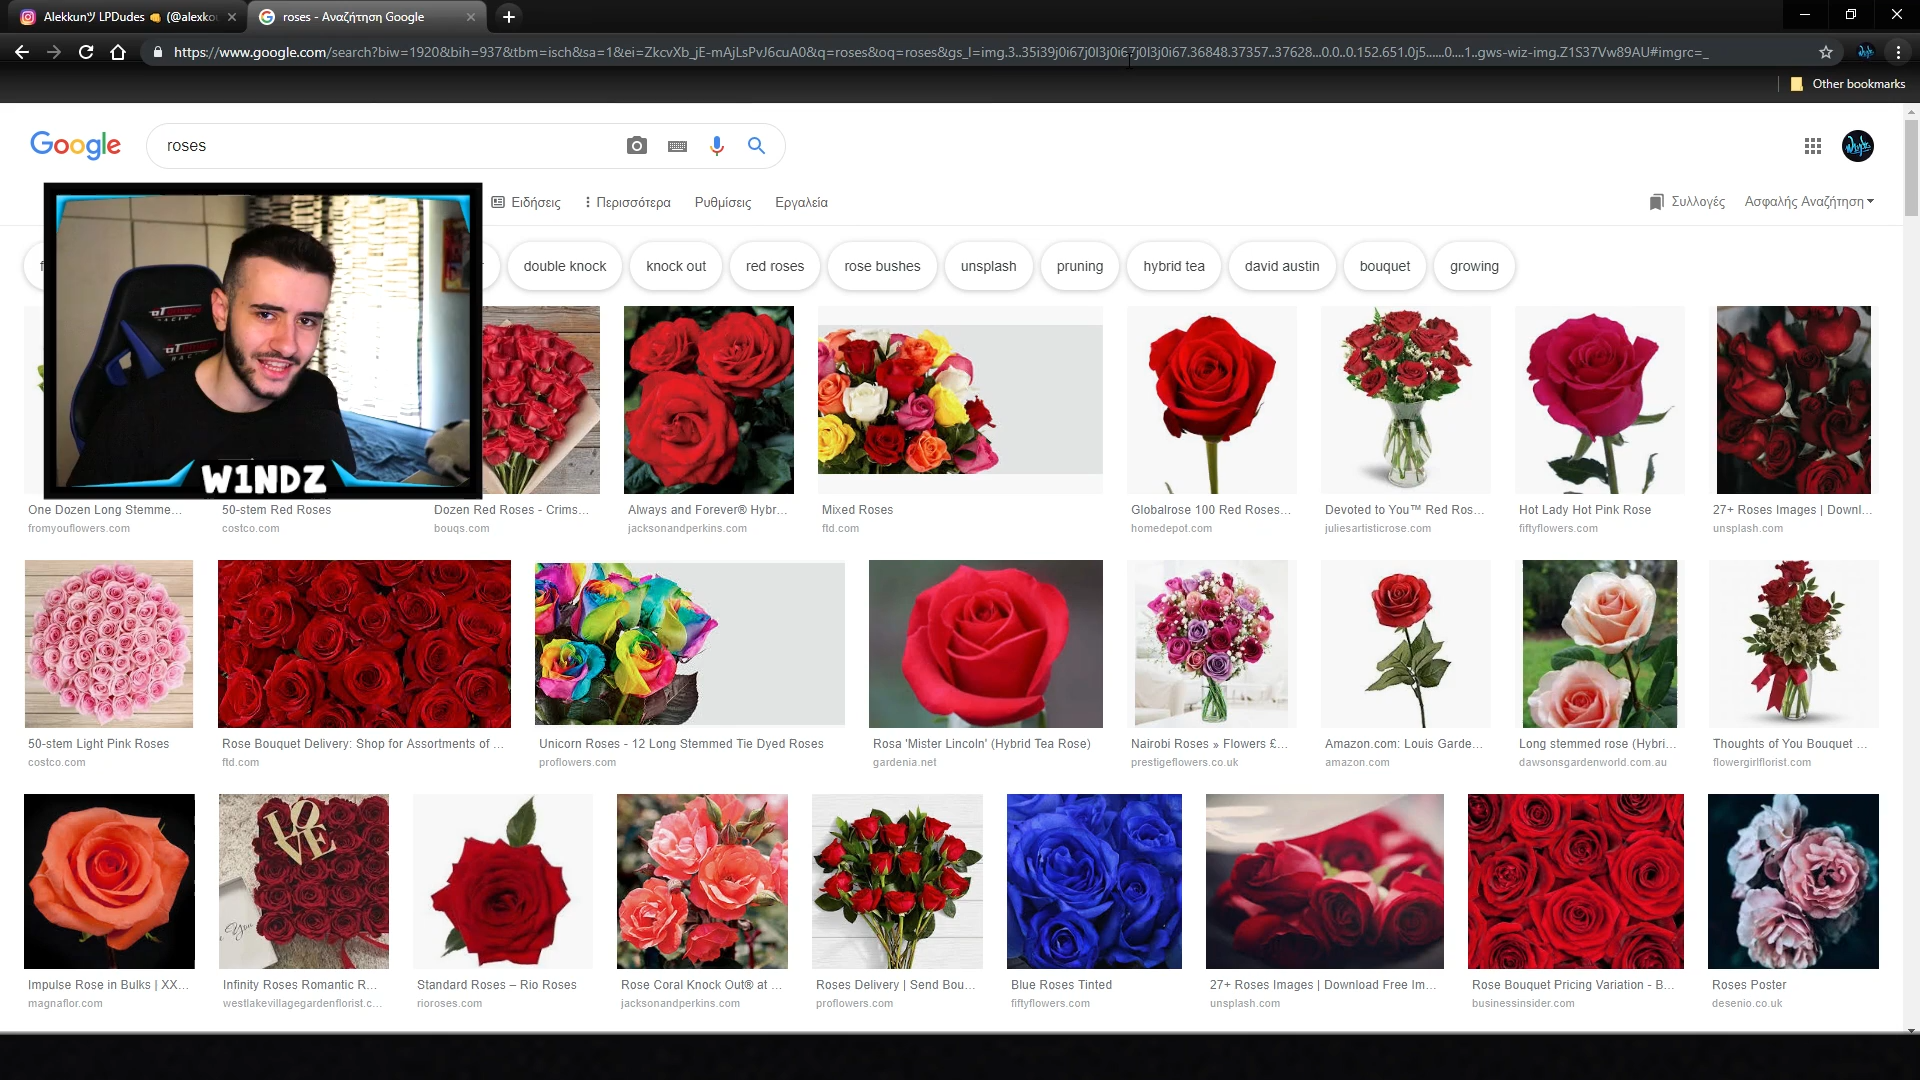 Alekkunツ LPDudes 🤜 (@alexkou
roses - Αναζήτηση Google
https://www.google.com/search?biw=1920&bih=937&tbm=isch&sa=1&ei=ZkcvXb_jE-mAjLsPvJ6cuA0&q=roses&oq=roses&gs_l=img.3..35i39j0i67j0l3j0i67j0l3j0i67.36848.37357..37628...0.0..0.152.651.0j5......0....1..gws-wiz-img.Z1S37Vw89AU#imgrc=_
Other bookmarks
Google
roses
Ειδήσεις
Περισσότερα
Ρυθμίσεις
Εργαλεία
Συλλογές
Ασφαλής Αναζήτηση
double knock
knock out
red roses
rose bushes
unsplash
pruning
hybrid tea
david austin
bouquet
growing
W1NDZ
One Dozen Long Stemme...
fromyouflowers.com
50-stem Red Roses
costco.com
Dozen Red Roses - Crims...
bouqs.com
Always and Forever® Hybr...
jacksonandperkins.com
Mixed Roses
ftd.com
Globalrose 100 Red Roses...
homedepot.com
Devoted to You™ Red Ros...
juliesartisticrose.com
Hot Lady Hot Pink Rose
fiftyflowers.com
27+ Roses Images | Downl...
unsplash.com
50-stem Light Pink Roses
costco.com
Rose Bouquet Delivery: Shop for Assortments of ...
ftd.com
Unicorn Roses - 12 Long Stemmed Tie Dyed Roses
proflowers.com
Rosa 'Mister Lincoln' (Hybrid Tea Rose)
gardenia.net
Nairobi Roses » Flowers £...
prestigeflowers.co.uk
Amazon.com: Louis Garde...
amazon.com
Long stemmed rose (Hybri...
dawsonsgardenworld.com.au
Thoughts of You Bouquet ...
flowergirlflorist.com
LOVE
Impulse Rose in Bulks | XX...
magnaflor.com
Infinity Roses Romantic R...
westlakevillagegardenflorist.c...
Standard Roses – Rio Roses
rioroses.com
Rose Coral Knock Out® at ...
jacksonandperkins.com
Roses Delivery | Send Bou...
proflowers.com
Blue Roses Tinted
fiftyflowers.com
27+ Roses Images | Download Free Im...
unsplash.com
Rose Bouquet Pricing Variation - B...
businessinsider.com
Roses Poster
desenio.co.uk